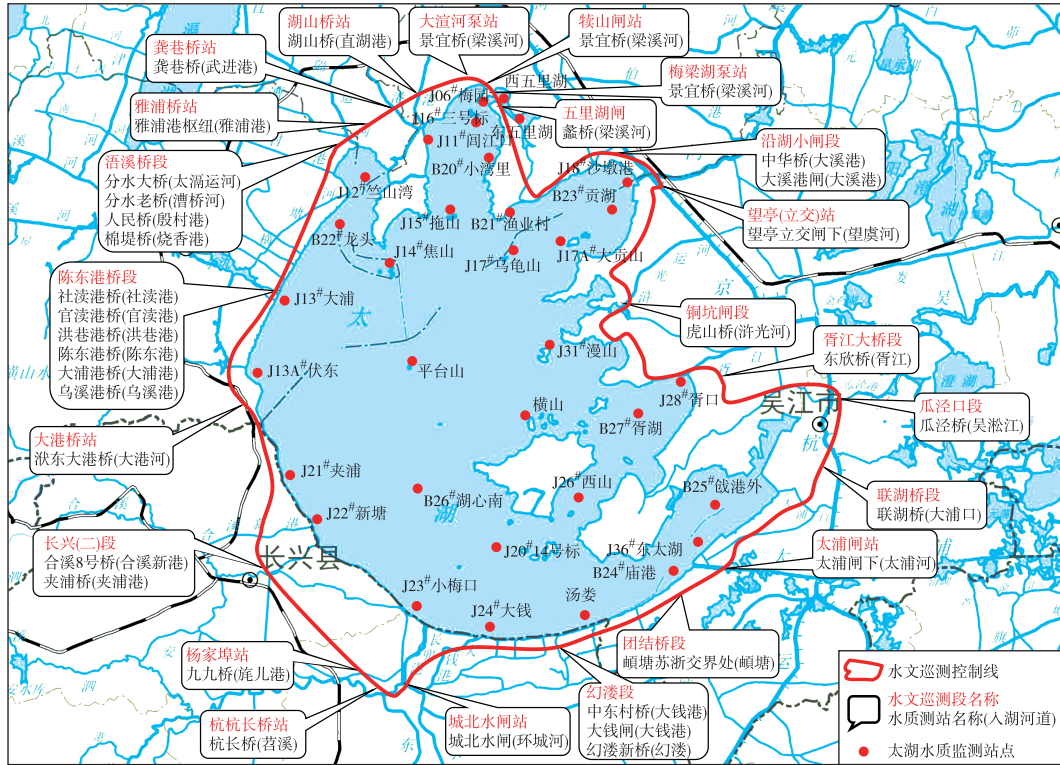 湖山桥站
湖山桥(直湖港)
大渲河泵站
景宜桥(梁溪河)
犊山闸站
景宜桥(梁溪河)
龚巷桥站
龚巷桥(武进港)
梅梁湖泵站
景宜桥(梁溪河)
雅浦桥站
雅浦港枢纽(雅浦港)
五里湖闸
蠡桥(梁溪河)
沿湖小闸段
中华桥(大溪港)
大溪港闸(大溪港)
浯溪桥段
分水大桥(太滆运河)
分水老桥(漕桥河)
人民桥(殷村港)
棉堤桥(烧香港)
望亭(立交)站
望亭立交闸下(望虞河)
陈东港桥段
社渎港桥(社渎港)
官渎港桥(官渎港)
洪巷港桥(洪巷港)
陈东港桥(陈东港)
大浦港桥(大浦港)
乌溪港桥(乌溪港)
铜坑闸段
虎山桥(浒光河)
胥江大桥段
东欣桥(胥江)
瓜泾口段
瓜泾桥(吴淞江)
大港桥站
洑东大港桥(大港河)
联湖桥段
联湖桥(大浦口)
长兴(二)段
合溪8号桥(合溪新港)
夹浦桥(夹浦港)
太浦闸站
太浦闸下(太浦河)
团结桥段
頔塘苏浙交界处(頔塘)
杨家埠站
九九桥(旄儿港)
杭杭长桥站
杭长桥(苕溪)
城北水闸站
城北水闸(环城河)
幻溇段
中东村桥(大钱港)
大钱闸(大钱港)
幻溇新桥(幻溇)
J06#梅园
西五里湖
J16#三号标
东五里湖
J11#闾江口
B20#小湾里
J18#沙墩港
J12#竺山湾
B23#贡湖
J15#拖山
B21#渔业村
B22#龙头
J14#焦山
J17#乌龟山
J17A#大贡山
J13#大浦
太
J31#漫山
平台山
J13A#伏东
J28#胥口
吴江市
横山
B27#胥湖
J21#夹浦
B26#湖心南
J26#西山
B25#戗港外
湖
J22#新塘
J20#14号标
J36#东太湖
长兴县
B24#庙港
J23#小梅口
汤娄
J24#大钱
水文巡测控制线
水文巡测段名称
水质测站名称(入湖河道)
太湖水质监测站点